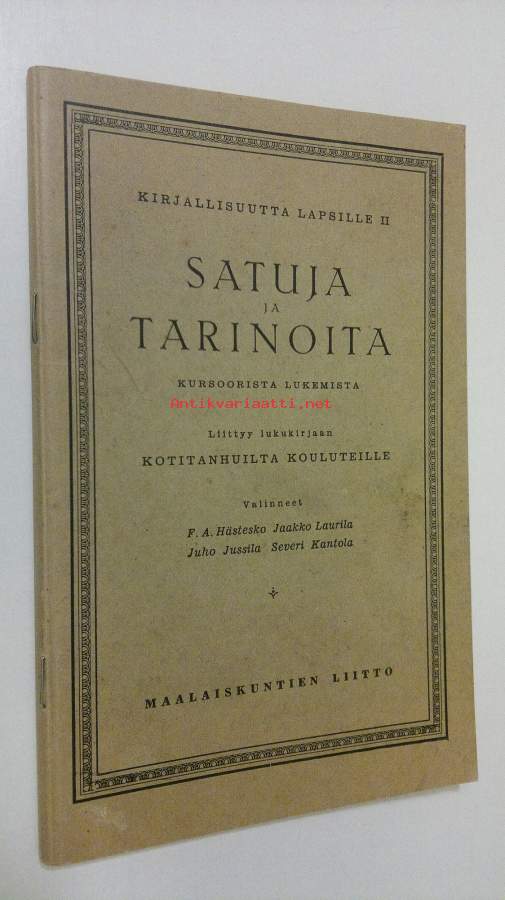 KIRJALLISUUTTA LAPSILLE II
SATUJA
JA
TARINOITA
KURSOORISTA LUKEMISTA
Antikvariaatti.net
Liittyy lukukirjaan
KOTITANHUILTA KOULUTEILLE
Valinneet
F. A. Hästesko Jaakko Laurila
Juho Jussila Severi Kantola
MAALAISKUNTIEN LIITTO